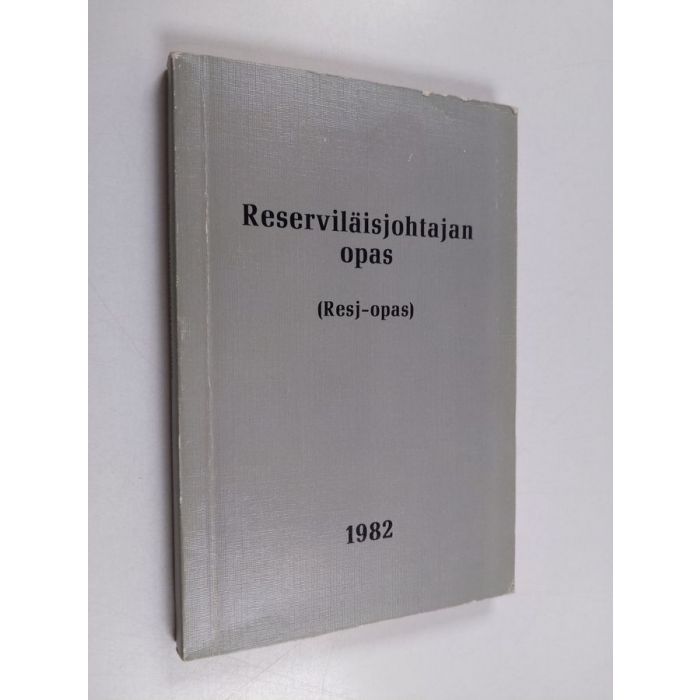 Reserviläisjohtajan
opas
(Resj-opas)
1982